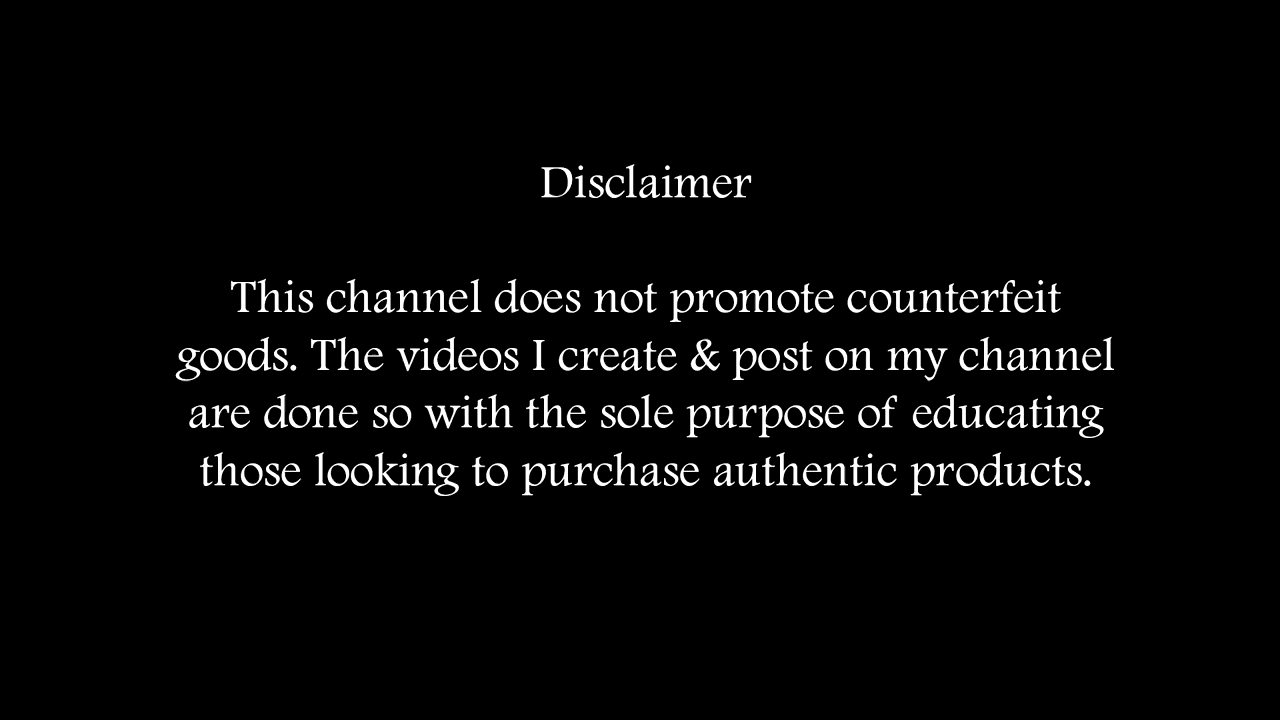 Disclaimer
This channel does not promote counterfeit
goods. The videos I create & post on my channel
are done so with the sole purpose of educating
those looking to purchase authentic products.